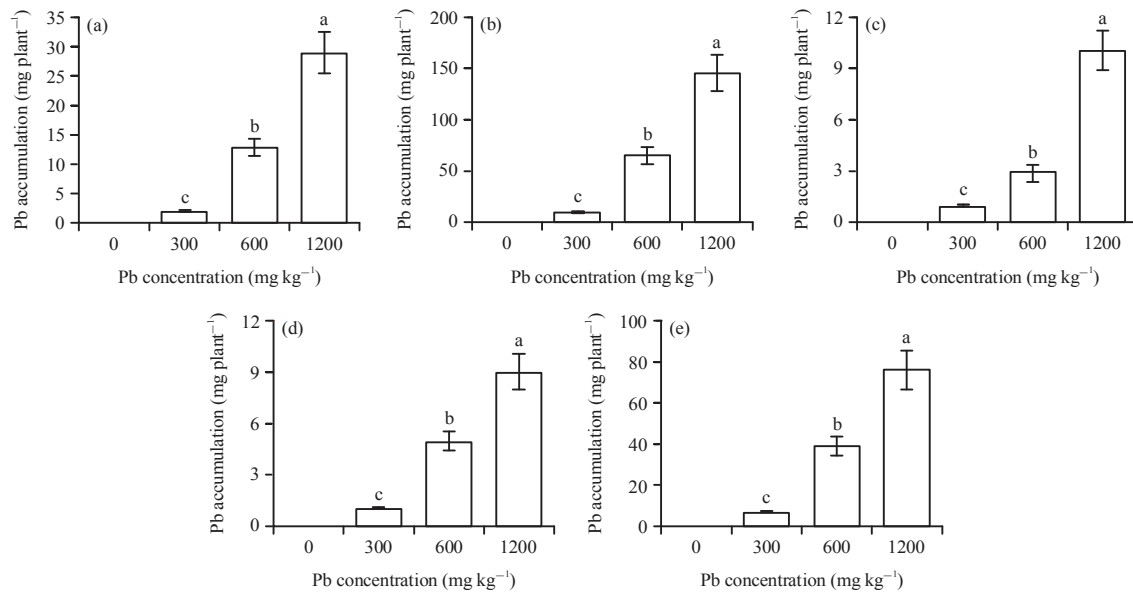 (a)
Pb accumulation (mg plant⁻¹)
35
30
25
20
15
10
5
0
c
b
a
0 300 600 1200
Pb concentration (mg kg⁻¹)
(b)
Pb accumulation (mg plant⁻¹)
200
150
100
50
0
c
b
a
0 300 600 1200
Pb concentration (mg kg⁻¹)
(c)
Pb accumulation (mg plant⁻¹)
12
9
6
3
0
c
b
a
0 300 600 1200
Pb concentration (mg kg⁻¹)
(d)
Pb accumulation (mg plant⁻¹)
12
9
6
3
0
c
b
a
0 300 600 1200
Pb concentration (mg kg⁻¹)
(e)
Pb accumulation (mg plant⁻¹)
100
80
60
40
20
0
c
b
a
0 300 600 1200
Pb concentration (mg kg⁻¹)